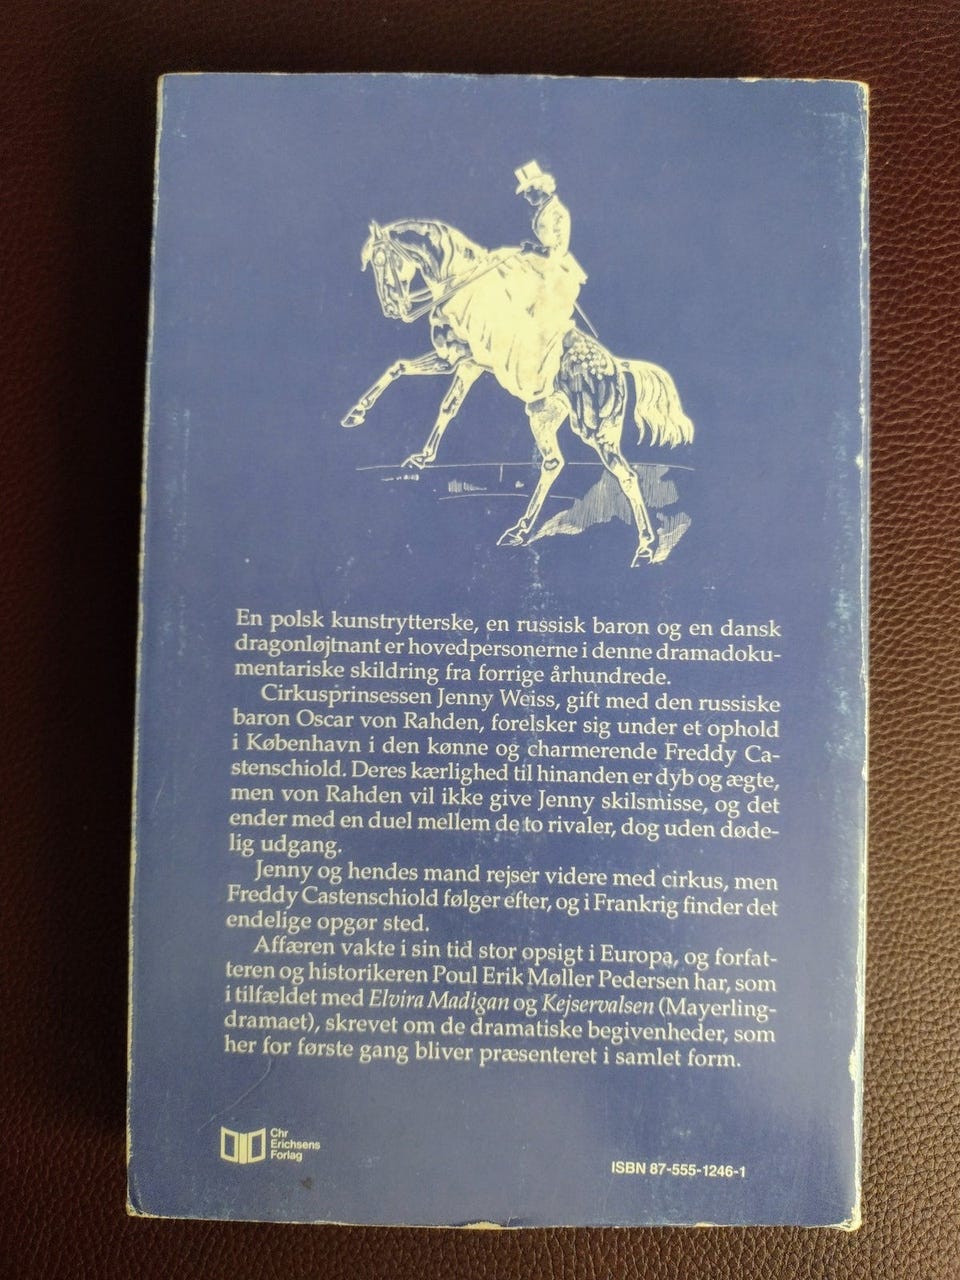 En polsk kunstrytterske, en russisk baron og en dansk
dragonløjtnant er hovedpersonerne i denne dramadoku-
mentariske skildring fra forrige århundrede.
Cirkusprinsessen Jenny Weiss, gift med den russiske
baron Oscar von Rahden, forelsker sig under et ophold
i København i den kønne og charmerende Freddy Ca-
stenschiold. Deres kærlighed til hinanden er dyb og ægte,
men von Rahden vil ikke give Jenny skilsmisse, og det
ender med en duel mellem de to rivaler, dog uden døde-
lig udgang.
Jenny og hendes mand rejser videre med cirkus, men
Freddy Castenschiold følger efter, og i Frankrig finder det
endelige opgør sted.
Affæren vakte i sin tid stor opsigt i Europa, og forfat-
teren og historikeren Poul Erik Møller Pedersen har, som
i tilfældet med Elvira Madigan og Kejservalsen (Mayerling-
dramaet), skrevet om de dramatiske begivenheder, som
her for første gang bliver præsenteret i samlet form.
Chr
Erichsens
Forlag
ISBN 87-555-1246-1